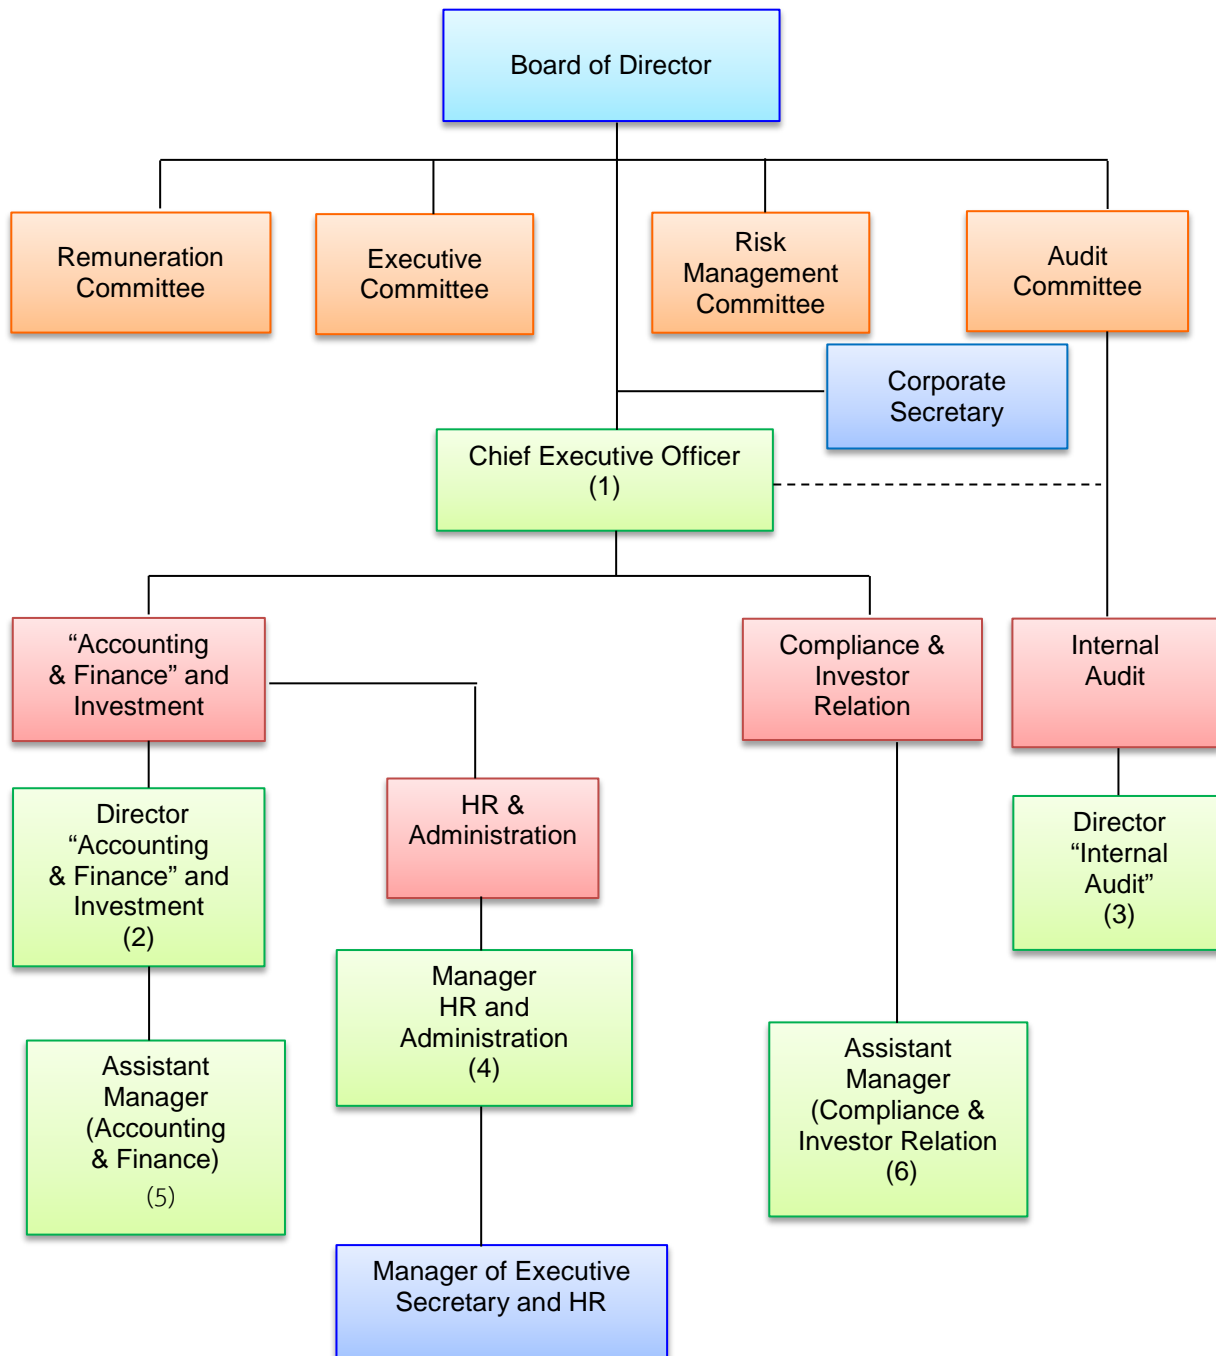 Board of Director
Remuneration
Committee
Executive
Committee
Risk
Management
Committee
Audit
Committee
Corporate
Secretary
Chief Executive Officer
(1)
“Accounting
& Finance” and
Investment
Compliance &
Investor
Relation
Internal
Audit
HR &
Administration
Director
“Accounting
& Finance” and
Investment
(2)
Director
“Internal
Audit”
(3)
Manager
HR and
Administration
(4)
Assistant
Manager
(Accounting
& Finance)
(5)
Assistant
Manager
(Compliance &
Investor Relation
(6)
Manager of Executive
Secretary and HR